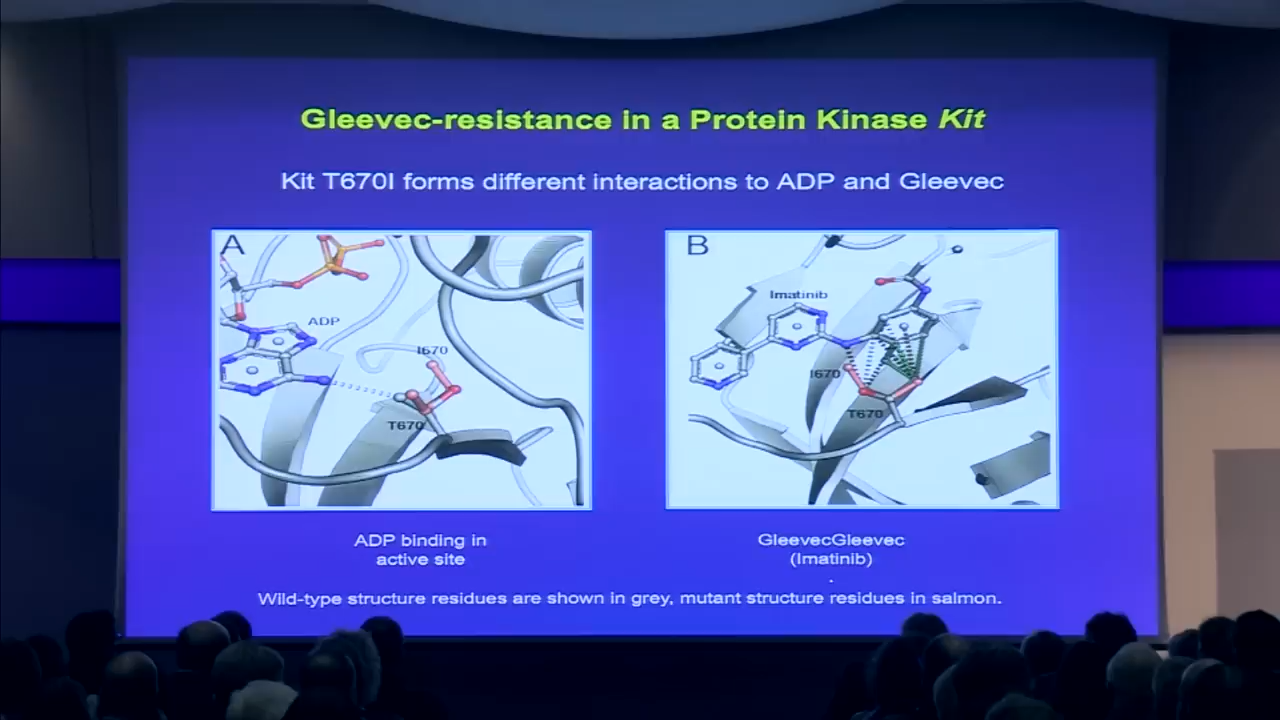 Gleevec-resistance in a Protein Kinase Kit
Kit T670I forms different interactions to ADP and Gleevec
A
ADP
I670
T670
B
Imatinib
I670
T670
ADP binding in
active site
GleevecGleevec
(Imatinib)
Wild-type structure residues are shown in grey, mutant structure residues in salmon.